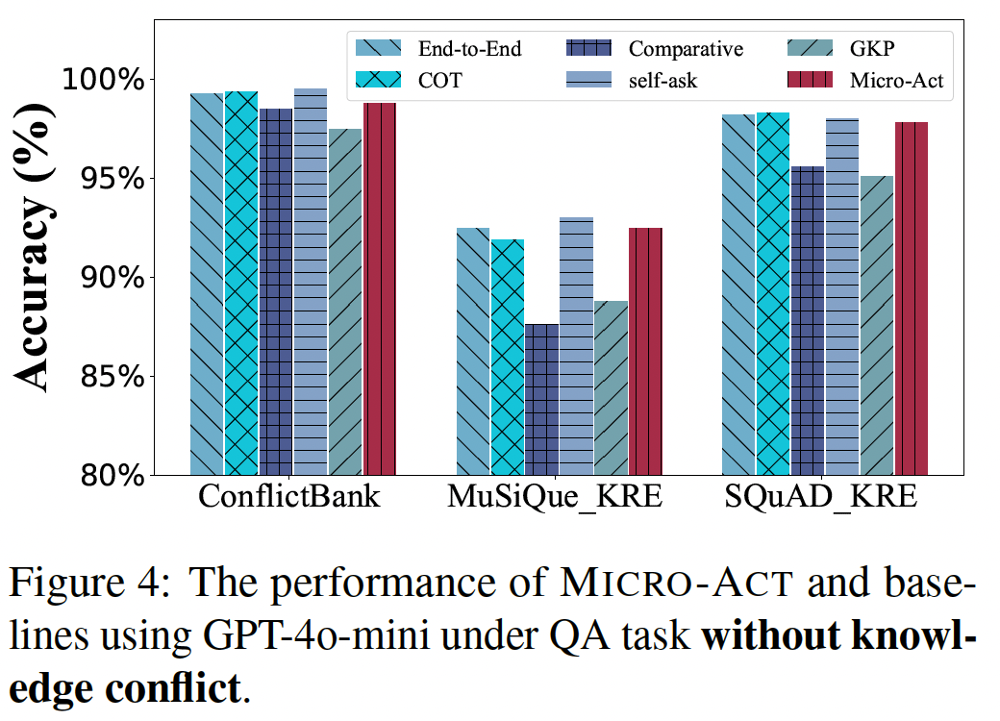 End-to-End
Comparative
GKP
COT
self-ask
Micro-Act
Accuracy (%)
100%
95%
90%
85%
80%
ConflictBank
MuSiQue_KRE
SQuAD_KRE
Figure 4: The performance of MICRO-ACT and base-
lines using GPT-4o-mini under QA task without knowl-
edge conflict.